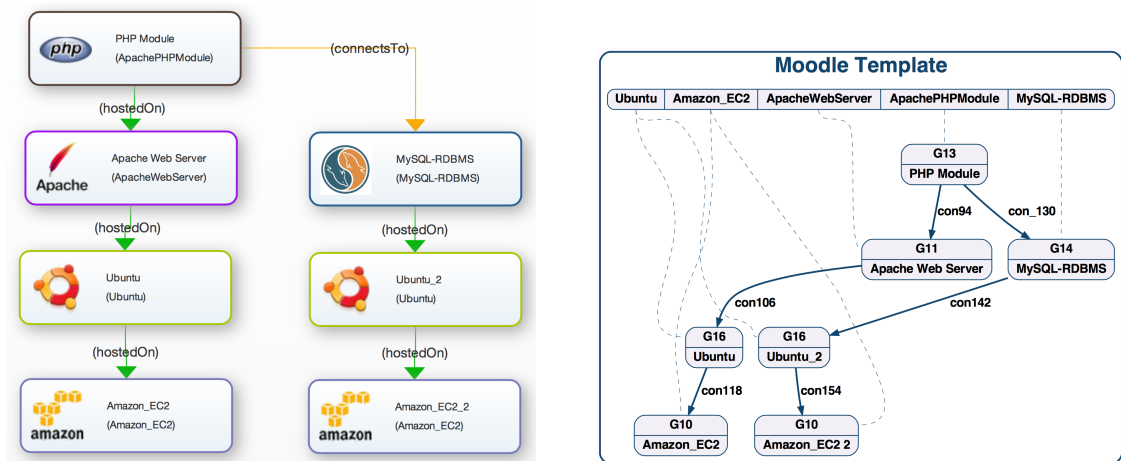 php
PHP Module
(ApachePHPModule)
(connectsTo)
(hostedOn)
Apache
Apache Web Server
(ApacheWebServer)
MySQL-RDBMS
(MySQL-RDBMS)
(hostedOn)
(hostedOn)
Ubuntu
(Ubuntu)
Ubuntu_2
(Ubuntu)
(hostedOn)
(hostedOn)
amazon
Amazon_EC2
(Amazon_EC2)
amazon
Amazon_EC2_2
(Amazon_EC2)
Moodle Template
Ubuntu Amazon_EC2 ApacheWebServer ApachePHPModule MySQL-RDBMS
G13
PHP Module
con94
con_130
G11
Apache Web Server
G14
MySQL-RDBMS
con106
con142
G16
Ubuntu
G16
Ubuntu_2
con118
con154
G10
Amazon_EC2
G10
Amazon_EC2 2